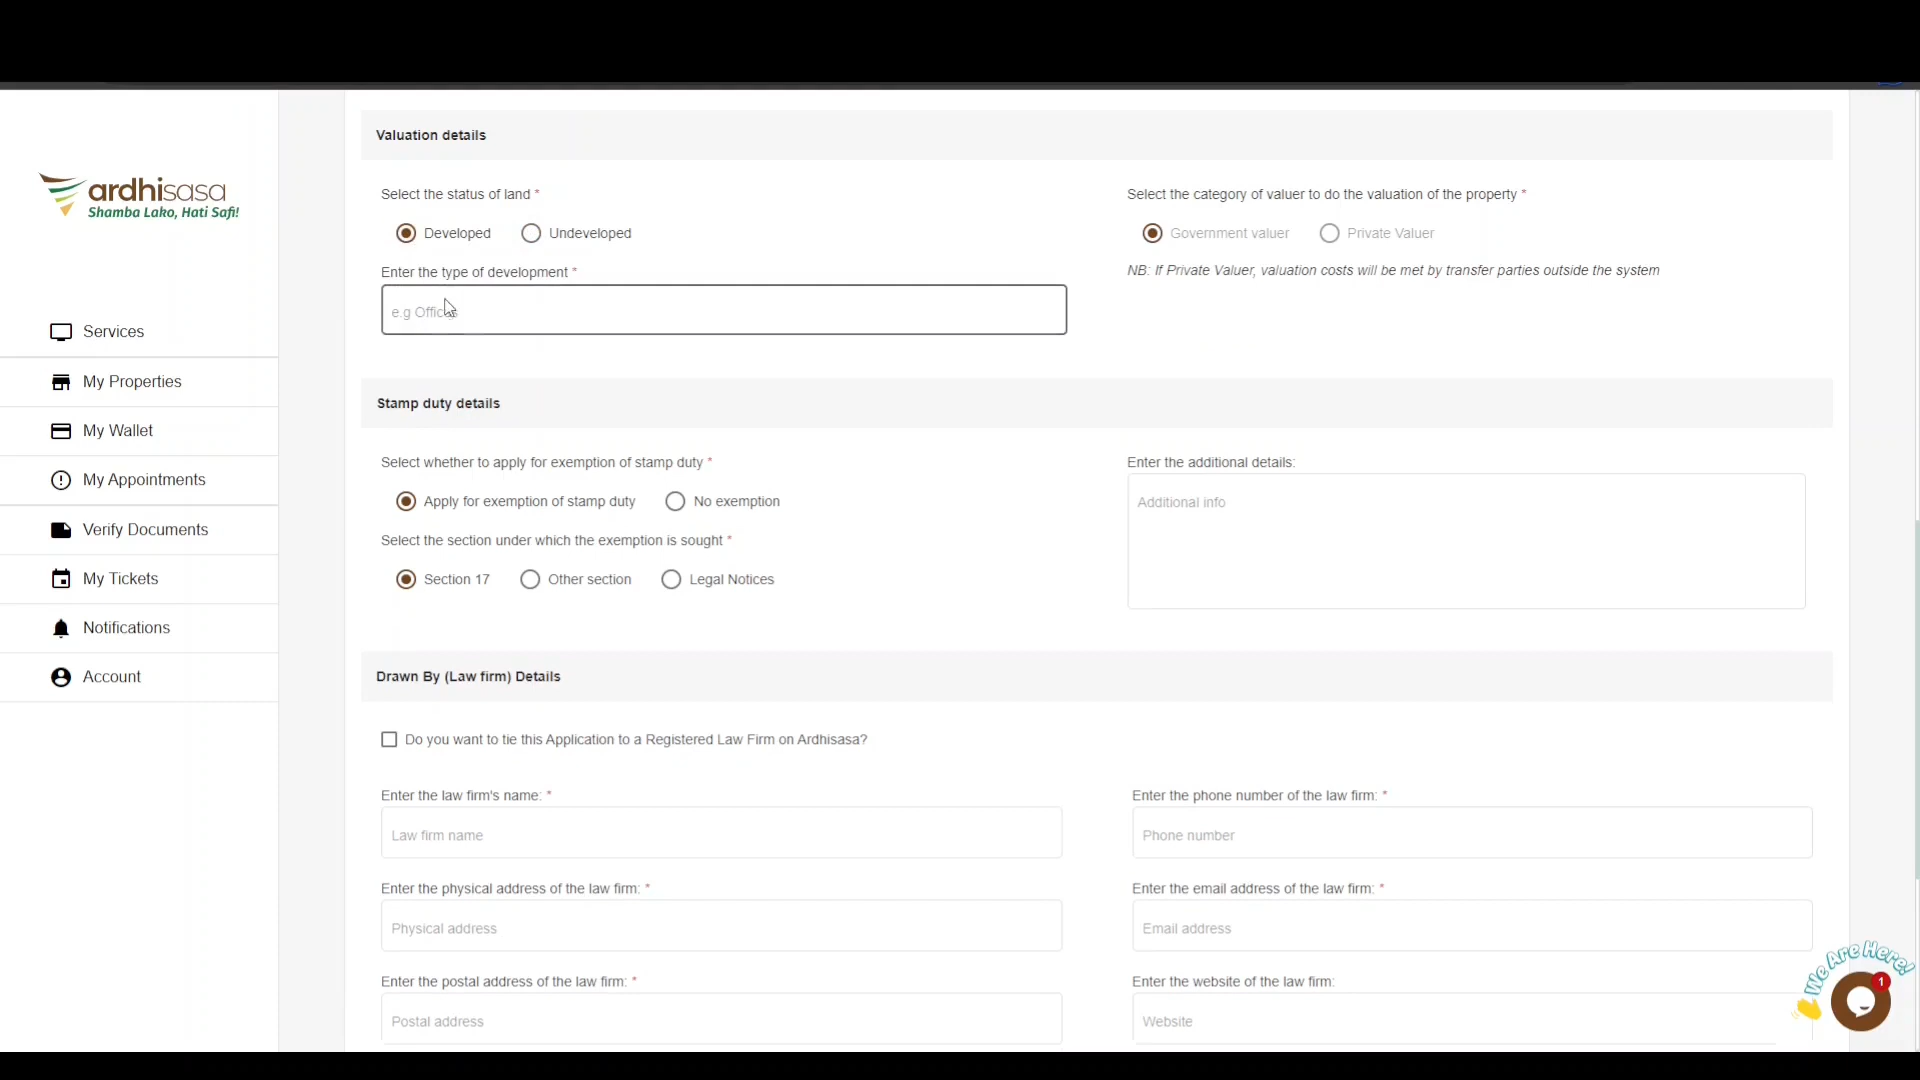 ardhisasa
Shamba Lako, Hati Safi!
Services
My Properties
My Wallet
My Appointments
Verify Documents
My Tickets
Notifications
Account
Valuation details
Select the status of land *
Developed
Undeveloped
Select the category of valuer to do the valuation of the property *
Government valuer
Private Valuer
NB: If Private Valuer, valuation costs will be met by transfer parties outside the system
Enter the type of development *
e.g Offices
Stamp duty details
Select whether to apply for exemption of stamp duty *
Apply for exemption of stamp duty
No exemption
Select the section under which the exemption is sought *
Section 17
Other section
Legal Notices
Enter the additional details:
Additional info
Drawn By (Law firm) Details
Do you want to tie this Application to a Registered Law Firm on Ardhisasa?
Enter the law firm's name: *
Law firm name
Enter the phone number of the law firm: *
Phone number
Enter the physical address of the law firm: *
Physical address
Enter the email address of the law firm: *
Email address
Enter the postal address of the law firm: *
Postal address
Enter the website of the law firm:
Website
We Are Here!
1